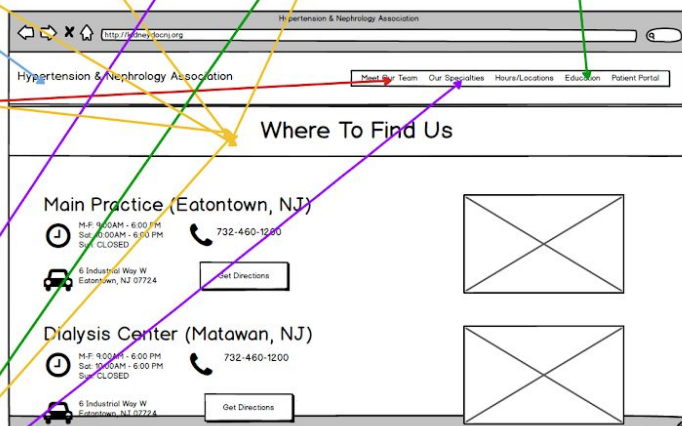 Hypertension & Nephrology Association
http://kidneydocnj.org
Hypertension & Nephrology Association
Meet Our Team Our Specialties Hours/Locations Education Patient Portal
Where To Find Us
Main Practice (Eatontown, NJ)
M-F: 9:00AM - 6:00 PM
Sat: 10:00AM - 6:00 PM
Sun: CLOSED
732-460-1200
6 Industrial Way W
Eatontown, NJ 07724
Get Directions
Dialysis Center (Matawan, NJ)
M-F: 9:00AM - 6:00 PM
Sat: 10:00AM - 6:00 PM
Sun: CLOSED
732-460-1200
6 Industrial Way W
Eatontown, NJ 07724
Get Directions